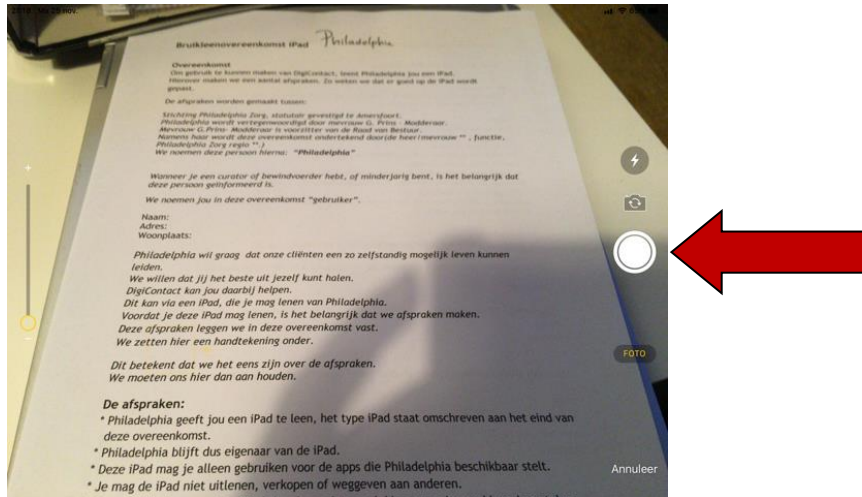 nov.
Bruikleenovereenkomst iPad Philadelphia
Overeenkomst
Om gebruik te kunnen maken van DigiContact, leent Philadelphia jou een iPad.
Hierover maken we een aantal afspraken. Zo weten we dat er goed op de iPad wordt
gepast.
De afspraken worden gemaakt tussen:
Stichting Philadelphia Zorg, statutair gevestigd te Amersfoort.
Philadelphia wordt vertegenwoordigd door mevrouw G. Prins - Modderaar.
Mevrouw G.Prins- Modderaar is voorzitter van de Raad van Bestuur.
Namens haar wordt deze overeenkomst ondertekend door(de heer/mevrouw ** , functie,
Philadelphia Zorg regio **.)
We noemen deze persoon hierna: "Philadelphia"
Wanneer je een curator of bewindvoerder hebt, of minderjarig bent, is het belangrijk dat
deze persoon geïnformeerd is.
We noemen jou in deze overeenkomst "gebruiker".
Naam:
Adres:
Woonplaats:
Philadelphia wil graag dat onze cliënten een zo zelfstandig mogelijk leven kunnen
leiden.
We willen dat jij het beste uit jezelf kunt halen.
DigiContact kan jou daarbij helpen.
Dit kan via een iPad, die je mag lenen van Philadelphia.
Voordat je deze iPad mag lenen, is het belangrijk dat we afspraken maken.
Deze afspraken leggen we in deze overeenkomst vast.
We zetten hier een handtekening onder.
Dit betekent dat we het eens zijn over de afspraken.
We moeten ons hier dan aan houden.
De afspraken:
* Philadelphia geeft jou een iPad te leen, het type iPad staat omschreven aan het eind van
deze overeenkomst.
* Philadelphia blijft dus eigenaar van de iPad.
* Deze iPad mag je alleen gebruiken voor de apps die Philadelphia beschikbaar stelt.
* Je mag de iPad niet uitlenen, verkopen of weggeven aan anderen.
FOTO
Annuleer